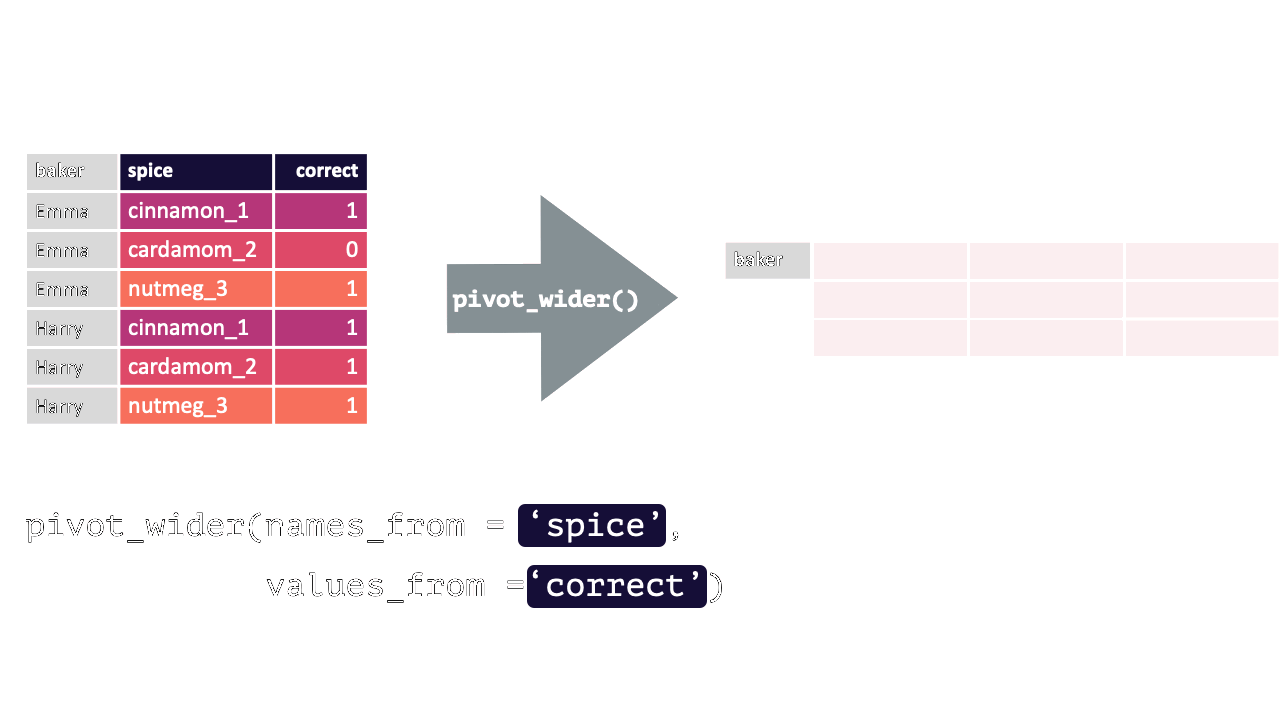 baker spice correct
Emma cinnamon_1 1
Emma cardamom_2 0
Emma nutmeg_3 1
Harry cinnamon_1 1
Harry cardamom_2 1
Harry nutmeg_3 1
pivot_wider()
baker
pivot_wider(names_from = ‘spice’,
values_from =‘correct’)